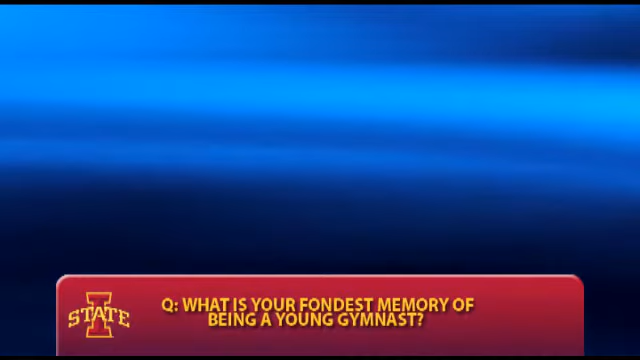 Q: WHAT IS YOUR FONDEST MEMORY OF
BEING A YOUNG GYMNAST?
I
STATE